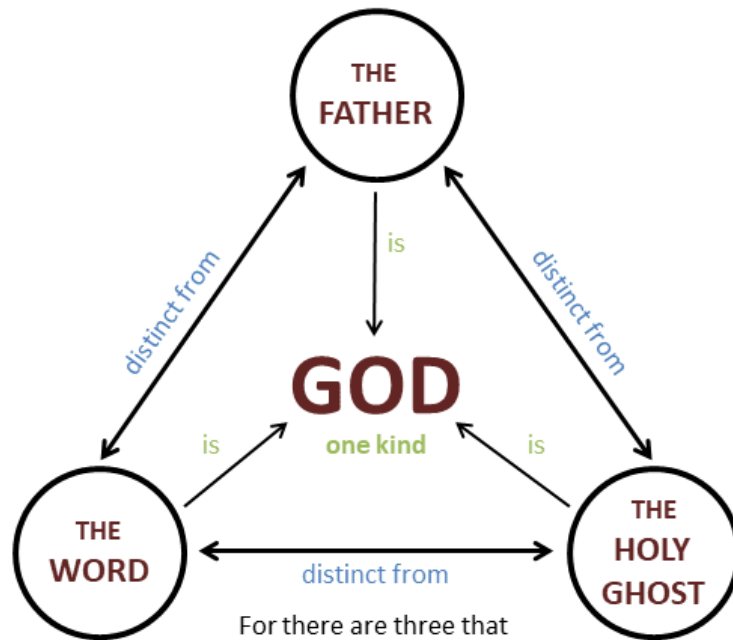 THE
FATHER
distinct from
is
distinct from
GOD
is
one kind
is
THE
WORD
THE
HOLY
GHOST
distinct from
For there are three that